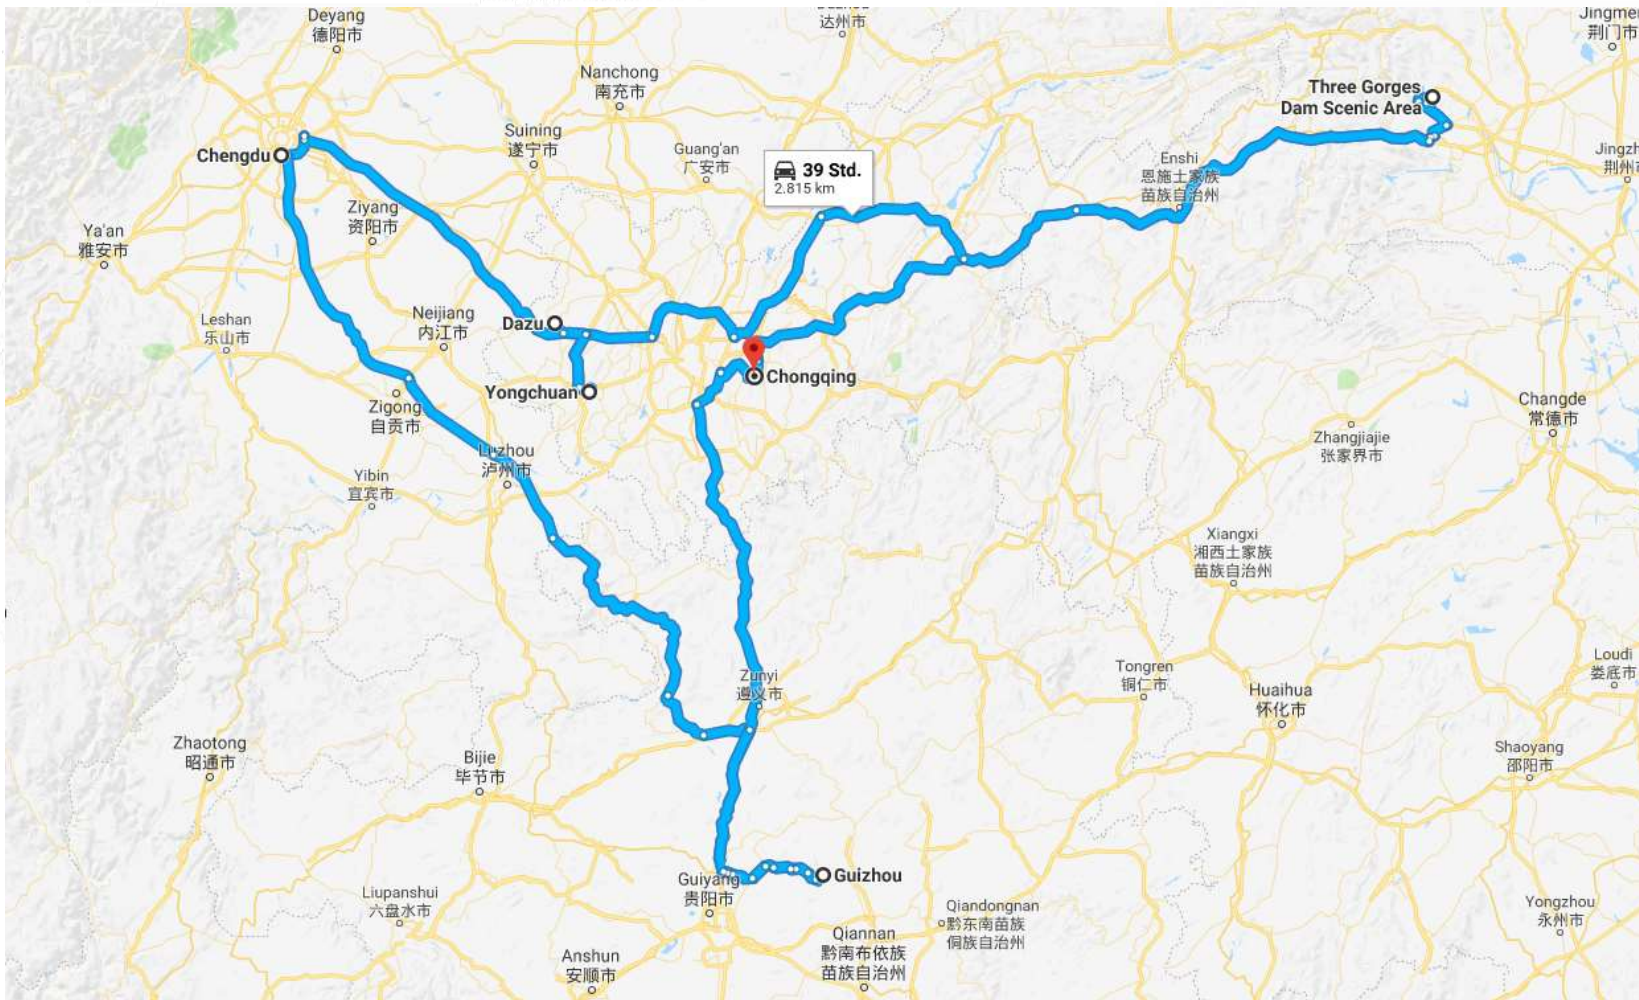 Deyang
德阳市
达州市
荆门市
Nanchong
南充市
Three Gorges
Dam Scenic Area
Suining
遂宁市
Guang'an
广安市
39 Std.
2.815 km
Chengdu
Enshi
恩施土家族
苗族自治州
Ziyang
资阳市
Ya'an
雅安市
Leshan
乐山市
Neijiang
内江市
Dazu
Chongqing
Yongchuan
Zigong
自贡市
Changde
常德市
Zhangjiajie
张家界市
Luzhou
泸州市
Yibin
宜宾市
Xiangxi
湘西土家族
苗族自治州
Zunyi
遵义市
Tongren
铜仁市
Huaihua
怀化市
Loudi
娄底市
Zhaotong
昭通市
Bijie
毕节市
Shaoyang
邵阳市
Guiyang
贵阳市
Guizhou
Liupanshui
六盘水市
Qiandongnan
黔东南苗族
侗族自治州
Yongzhou
永州市
Qiannan
黔南布依族
苗族自治州
Anshun
安顺市